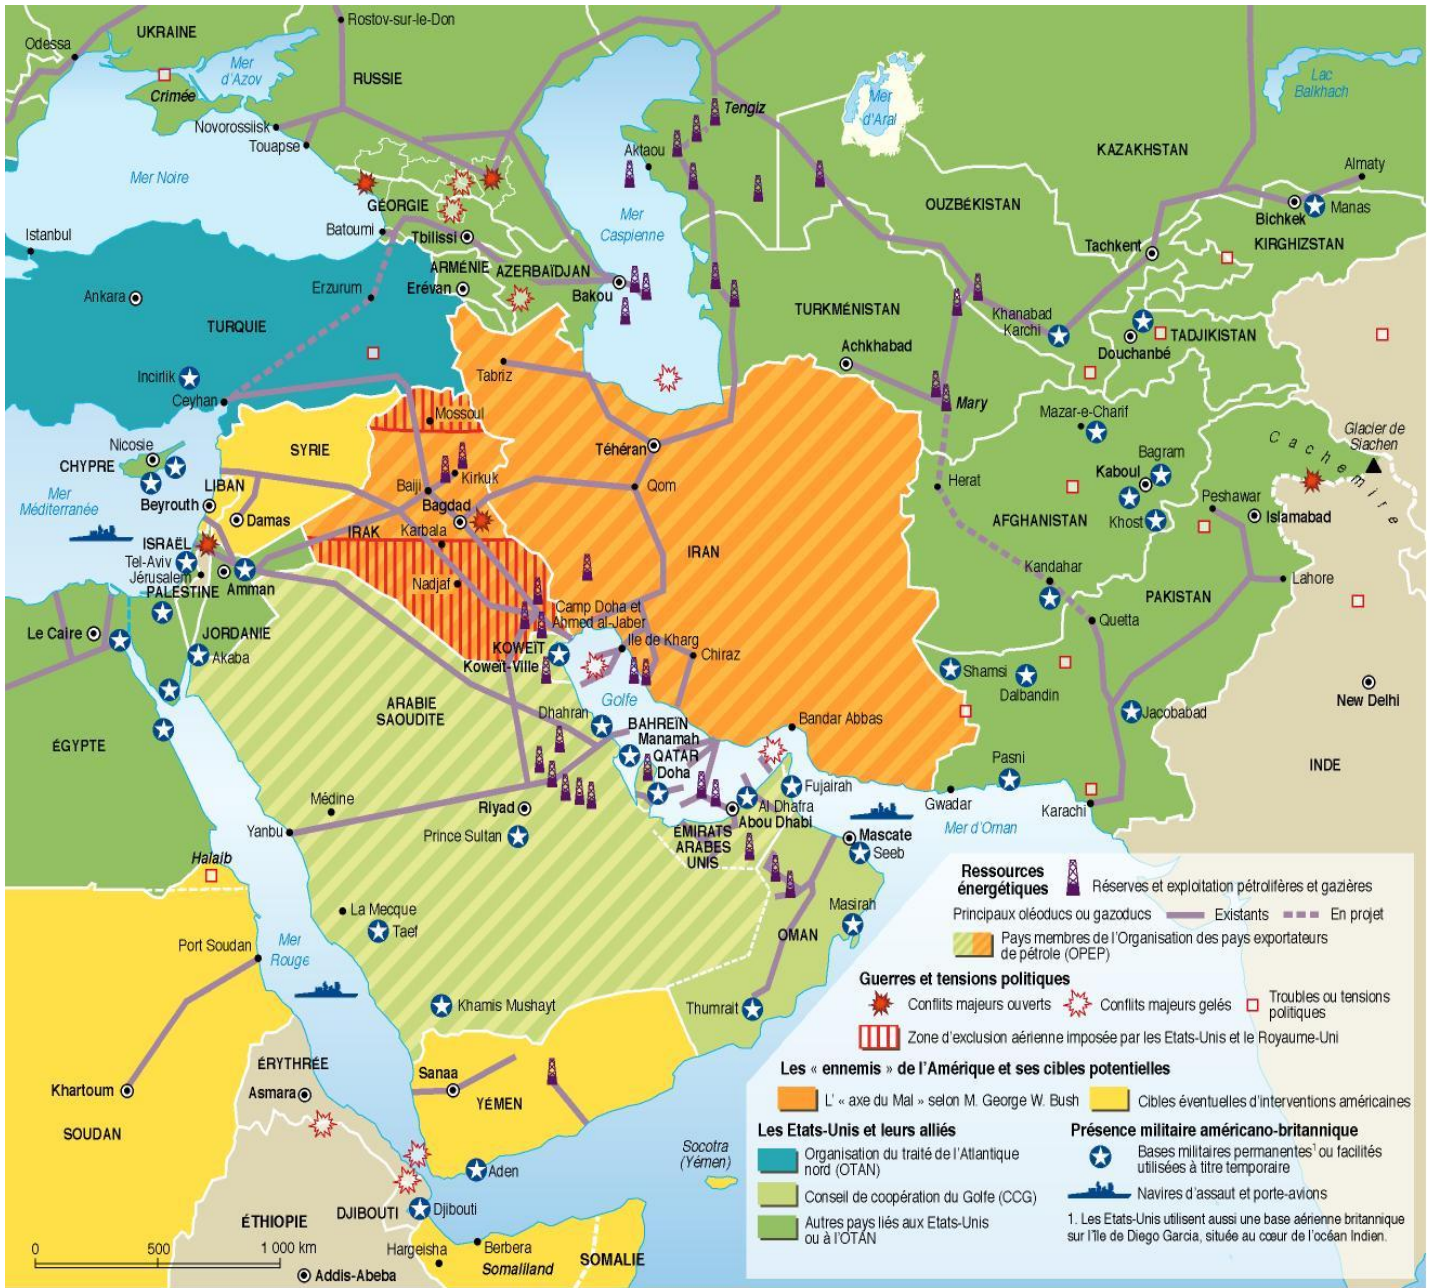 Rostov-sur-le-Don
UKRAINE
Odessa
Mer
d'Azov
RUSSIE
Crimée
Lac
Balkhach
Tengiz
Mer
d'Aral
Novorossiisk
Touapse
Aktaou
KAZAKHSTAN
Almaty
Mer Noire
GÉORGIE
OUZBÉKISTAN
Bichkek
Manas
Mer
Caspienne
Istanbul
Batoumi
Tbilissi
Tachkent
KIRGHIZSTAN
ARMÉNIE
AZERBAÏDJAN
Ankara
Erzurum
Erévan
Bakou
TURQUIE
TURKMÉNISTAN
Khanabad
Karchi
TADJIKISTAN
Douchanbé
Achkhabad
Incirlik
Tabriz
Ceyhan
Mary
Mossoul
Mazar-e-Charif
Glacier de
Siachen
Cachemire
Nicosie
SYRIE
Téhéran
CHYPRE
Kirkuk
Bagram
Kaboul
LIBAN
Baiji
Qom
Herat
Mer
Méditerranée
Beyrouth
Bagdad
Peshawar
Damas
Karbala
AFGHANISTAN
Khost
Islamabad
IRAK
ISRAËL
IRAN
Tel-Aviv
Jérusalem
Nadjaf
Kandahar
Lahore
PALESTINE
Amman
PAKISTAN
Camp Doha et
Ahmed al-Jaber
Quetta
Le Caire
JORDANIE
Ile de Kharg
KOWEÏT
Koweït-Ville
Chiraz
Akaba
Shamsi
Dalbandin
New Delhi
ARABIE
SAOUDITE
Golfe
Dhahran
BAHREÏN
Manamah
Bandar Abbas
Jacobabad
ÉGYPTE
QATAR
Doha
Pasni
INDE
Fujairah
Médine
Riyad
Al Dhafra
Abou Dhabi
Gwadar
Karachi
Yanbu
Prince Sultan
ÉMIRATS
ARABES
UNIS
Mascate
Seeb
Mer d'Oman
Halaib
La Mecque
Taef
Masirah
OMAN
Port Soudan
Mer
Rouge
Khamis Mushayt
Thumrait
ÉRYTHRÉE
Khartoum
Asmara
Sanaa
YÉMEN
SOUDAN
Socotra
(Yémen)
Aden
DJIBOUTI
Djibouti
ÉTHIOPIE
Hargeisha
Berbera
Somaliland
SOMALIE
Addis-Abeba
0 500 1 000 km
Ressources
énergétiques
Réserves et exploitation pétrolifères et gazières
Principaux oléoducs ou gazoducs
Existants
En projet
Pays membres de l'Organisation des pays exportateurs
de pétrole (OPEP)
Guerres et tensions politiques
Conflits majeurs ouverts
Conflits majeurs gelés
Troubles ou tensions
politiques
Zone d'exclusion aérienne imposée par les Etats-Unis et le Royaume-Uni
Les « ennemis » de l'Amérique et ses cibles potentielles
L' « axe du Mal » selon M. George W. Bush
Cibles éventuelles d'interventions américaines
Les Etats-Unis et leurs alliés
Organisation du traité de l'Atlantique
nord (OTAN)
Conseil de coopération du Golfe (CCG)
Autres pays liés aux Etats-Unis
ou à l'OTAN
Présence militaire américano-britannique
Bases militaires permanentes1 ou facilités
utilisées à titre temporaire
Navires d'assaut et porte-avions
1. Les Etats-Unis utilisent aussi une base aérienne britannique
sur l'île de Diego Garcia, située au cœur de l'océan Indien.